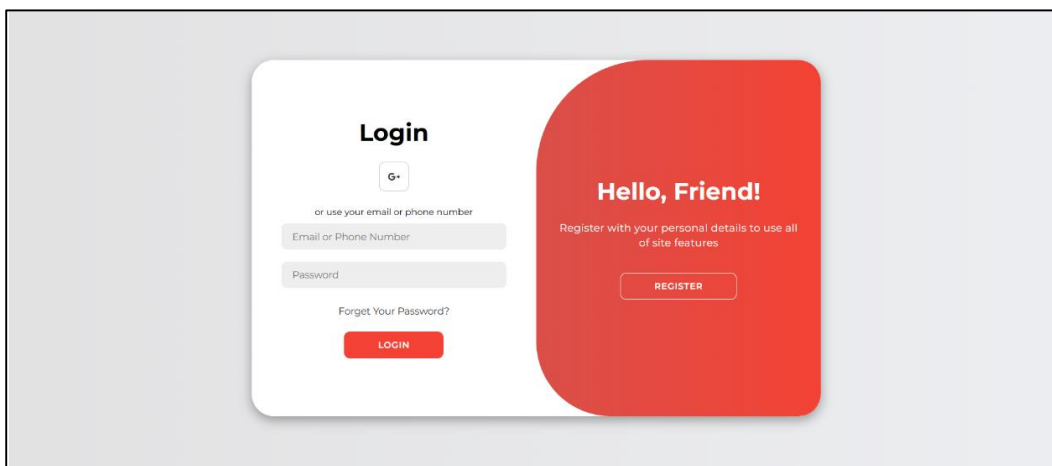 Login
G+
or use your email or phone number
Email or Phone Number
Password
Forget Your Password?
LOGIN
Hello, Friend!
Register with your personal details to use all
of site features
REGISTER